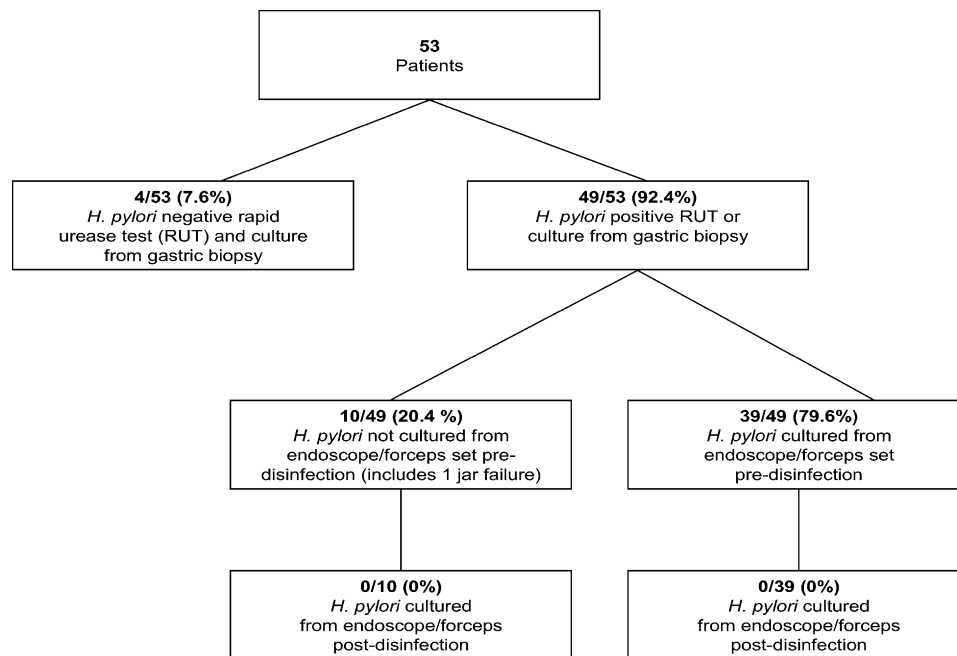 53
Patients
4/53 (7.6%)
H. pylori negative rapid
urease test (RUT) and culture
from gastric biopsy
49/53 (92.4%)
H. pylori positive RUT or
culture from gastric biopsy
10/49 (20.4 %)
H. pylori not cultured from
endoscope/forceps set pre-
disinfection (includes 1 jar failure)
39/49 (79.6%)
H. pylori cultured from
endoscope/forceps set
pre-disinfection
0/10 (0%)
H. pylori cultured
from endoscope/forceps
post-disinfection
0/39 (0%)
H. pylori cultured
from endoscope/forceps
post-disinfection